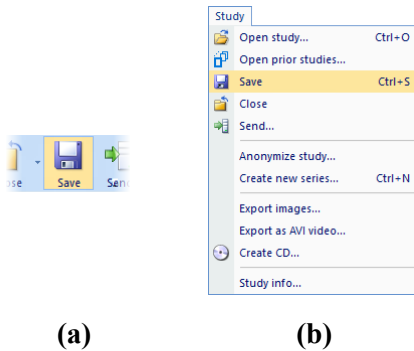 Study
Open study... Ctrl+O
Open prior studies...
Save Ctrl+S
Close
Send...
Anonymize study...
Create new series... Ctrl+N
Export images...
Export as AVI video...
Create CD...
Study info...
ose Save Sen
(a) (b)